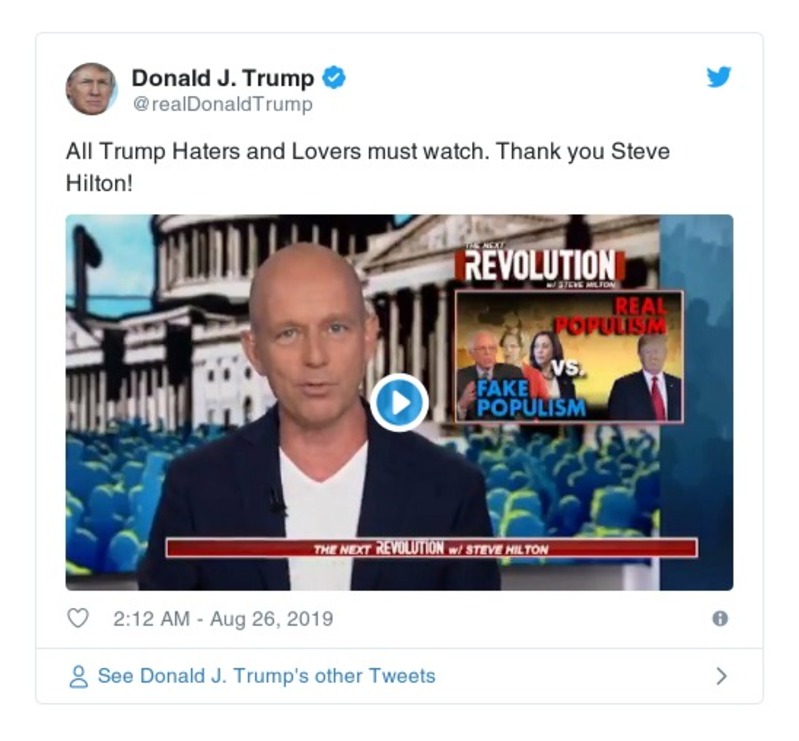 Donald J. Trump
@realDonaldTrump
All Trump Haters and Lovers must watch. Thank you Steve
Hilton!
THE NEXT
REVOLUTION
w/ STEVE HILTON
REAL
POPULISM
VS.
FAKE
POPULISM
THE NEXT REVOLUTION w/ STEVE HILTON
2:12 AM - Aug 26, 2019
See Donald J. Trump's other Tweets